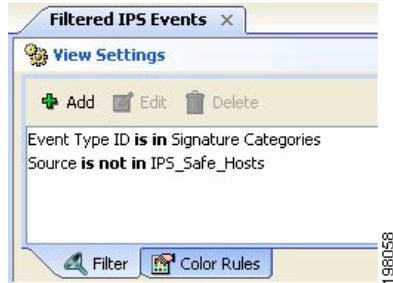 Filtered IPS Events ×
View Settings
Add Edit Delete
Event Type ID is in Signature Categories
Source is not in IPS_Safe_Hosts
Filter Color Rules
198058